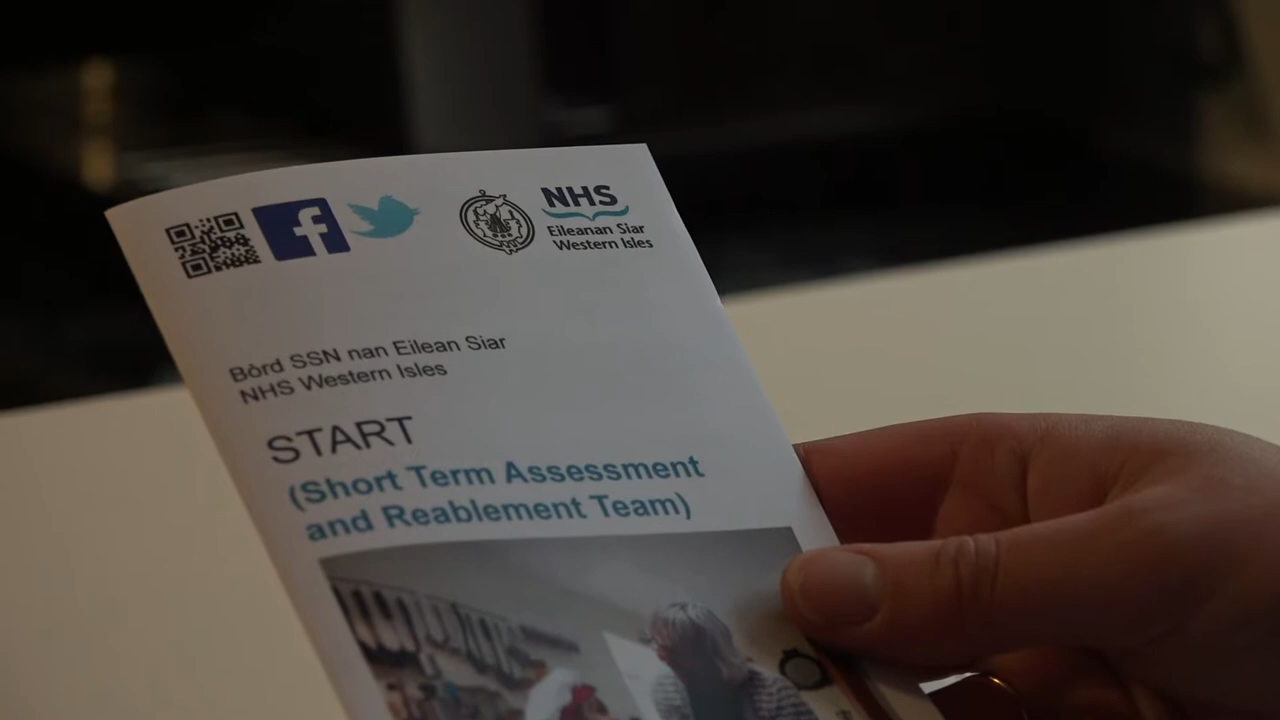 NHS
Eileanan Siar
Western Isles
Bòrd SSN nan Eilean Siar
NHS Western Isles
START
(Short Term Assessment
and Reablement Team)